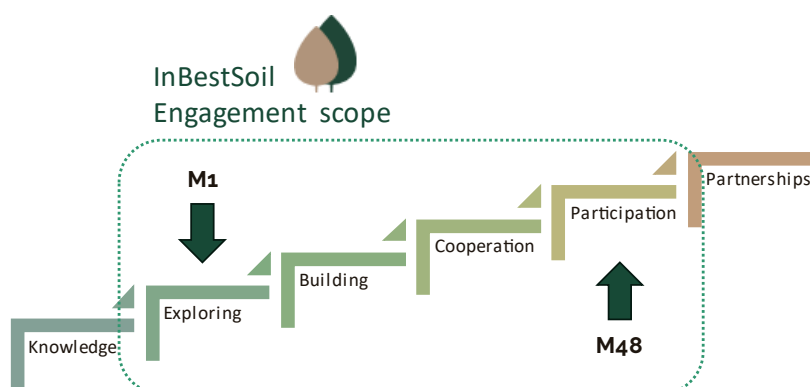 InBestSoil
Engagement scope
M1
Partnerships
Participation
Cooperation
Building
Exploring
Knowledge
M48